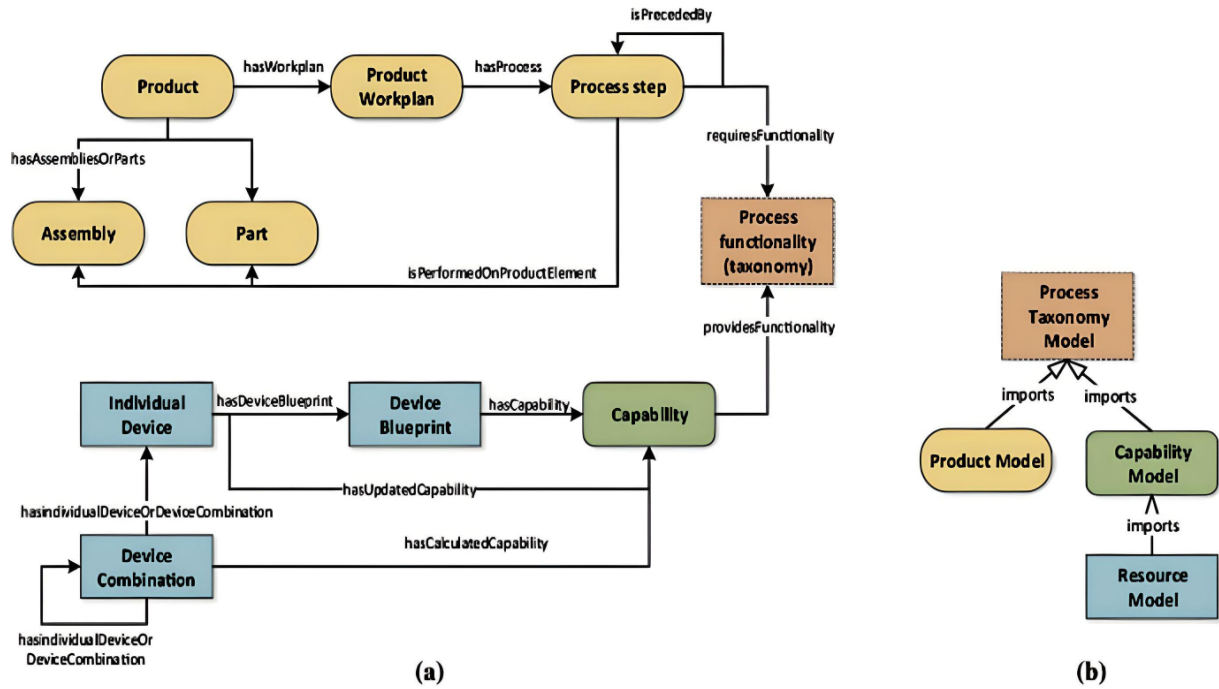 isPrecededBy
hasWorkplan
hasProcess
Product
Product
Workplan
Process step
requiresFunctionality
hasAssembliesOrParts
Assembly
Part
Process
functionality
(taxonomy)
isPerformedOnProductElement
providesFunctionality
Individual
Device
hasDeviceBlueprint
Device
Blueprint
hasCapability
Capability
hasUpdatedCapability
hasindividualDeviceOrDeviceCombination
hasCalculatedCapability
Device
Combination
hasindividualDeviceOr
DeviceCombination
(a)
Process
Taxonomy
Model
imports
imports
Product Model
Capability
Model
imports
Resource
Model
(b)